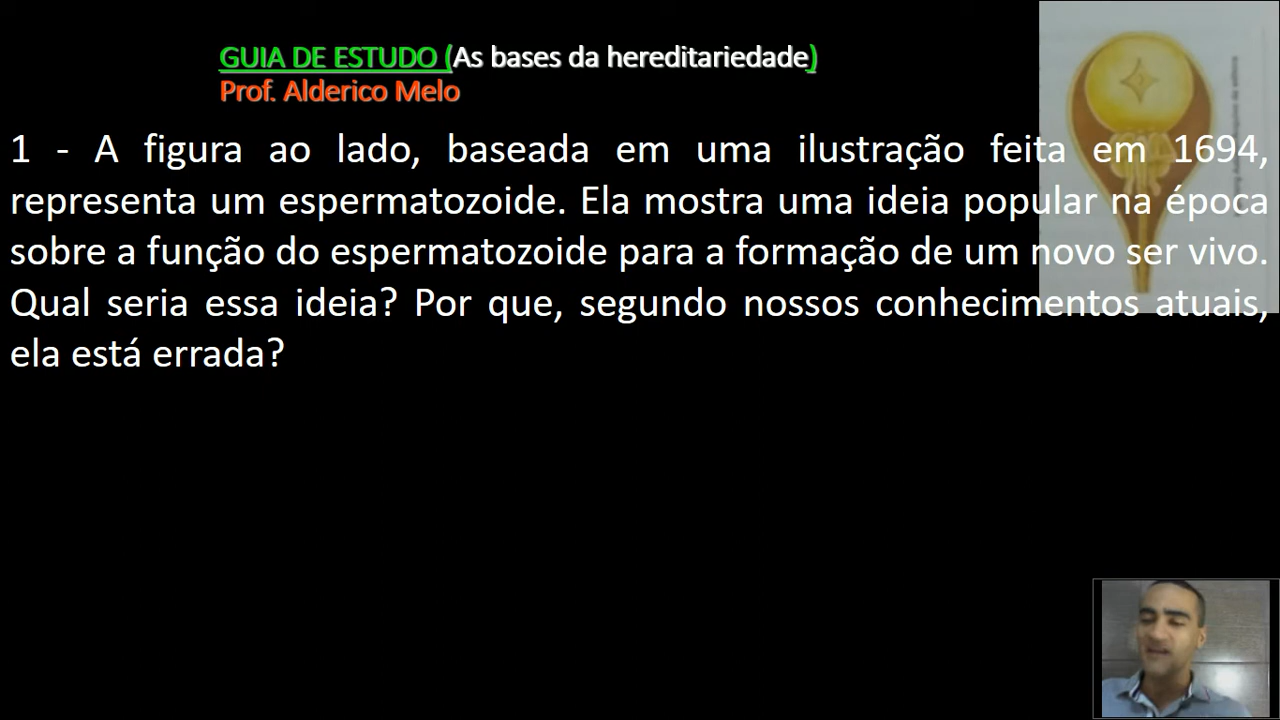 GUIA DE ESTUDO (As bases da hereditariedade)
Prof. Alderico Melo
1 - A figura ao lado, baseada em uma ilustração feita em 1694,
representa um espermatozoide. Ela mostra uma ideia popular na época
sobre a função do espermatozoide para a formação de um novo ser vivo.
Qual seria essa ideia? Por que, segundo nossos conhecimentos atuais,
ela está errada?